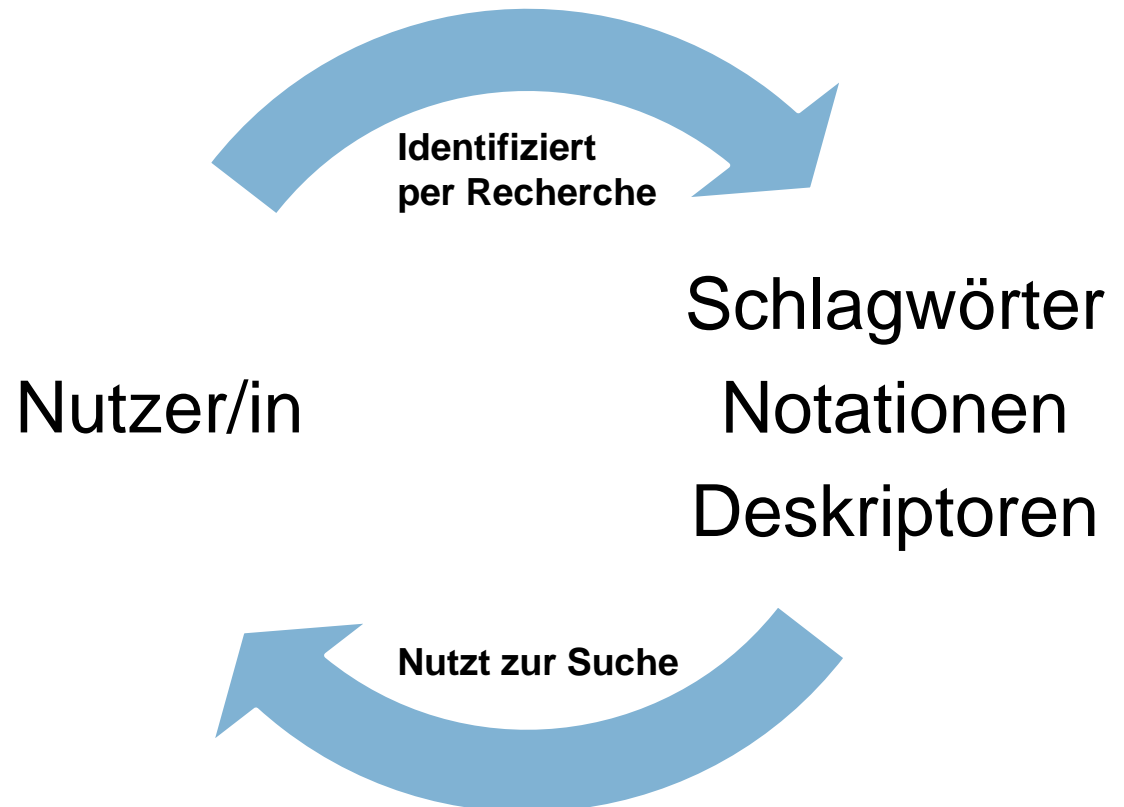 Identifiziert
per Recherche
Nutzer/in
Schlagwörter
Notationen
Deskriptoren
Nutzt zur Suche